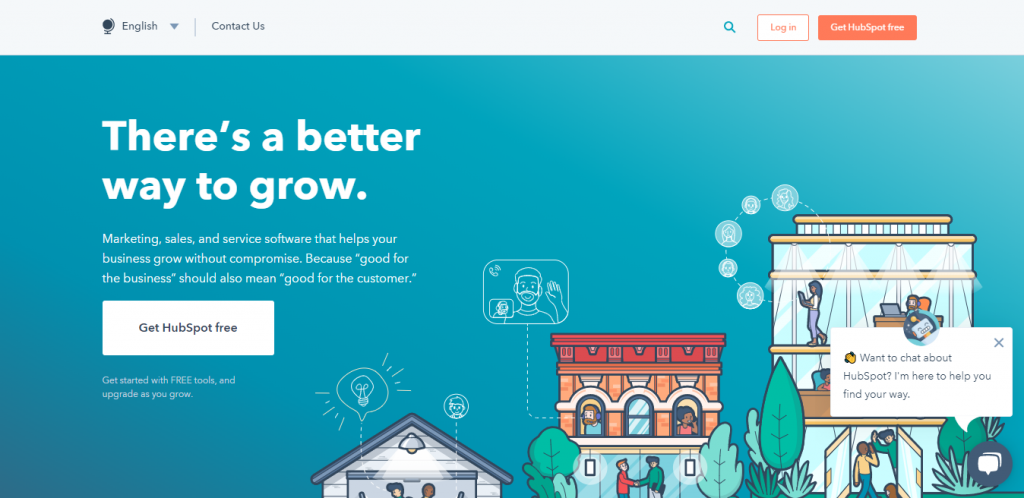 English
Contact Us
Log in
Get HubSpot free
There’s a better
way to grow.
Marketing, sales, and service software that helps your
business grow without compromise. Because “good for
the business” should also mean “good for the customer.”
Get HubSpot free
Get started with FREE tools, and
upgrade as you grow.
👋 Want to chat about
HubSpot? I'm here to help you
find your way.